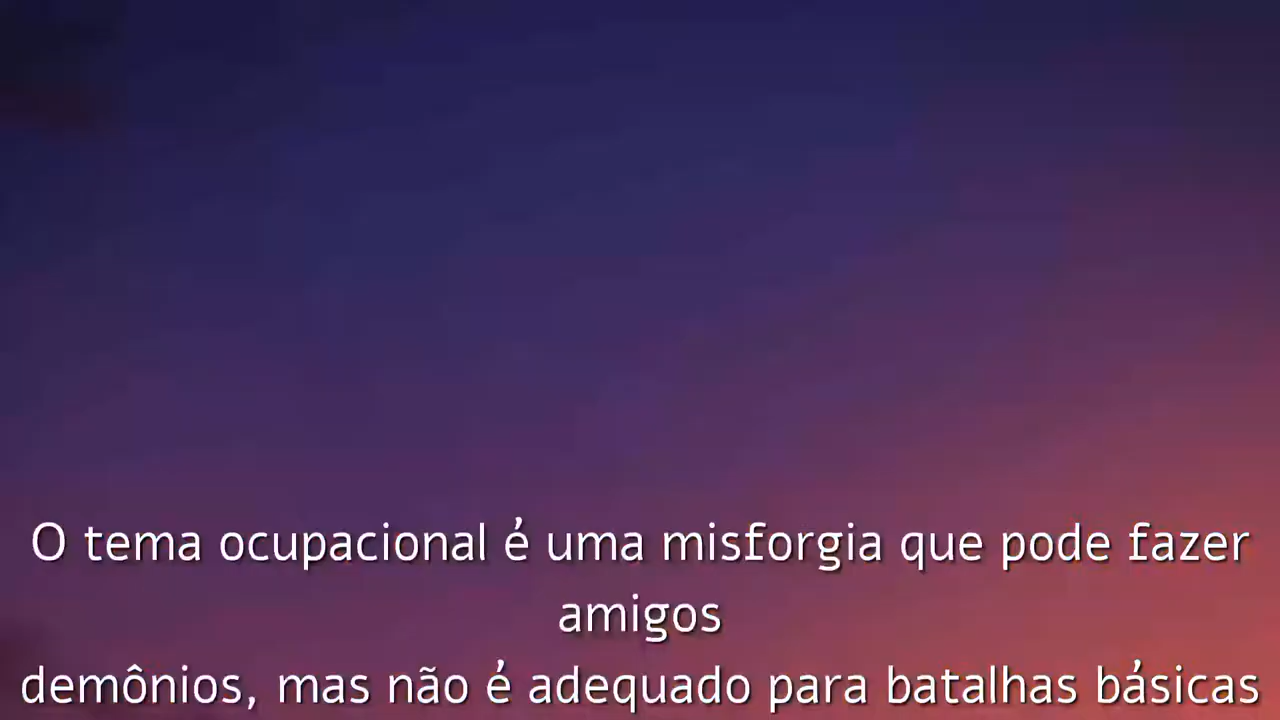 O tema ocupacional é uma misforgia que pode fazer
amigos
demônios, mas não é adequado para batalhas básicas